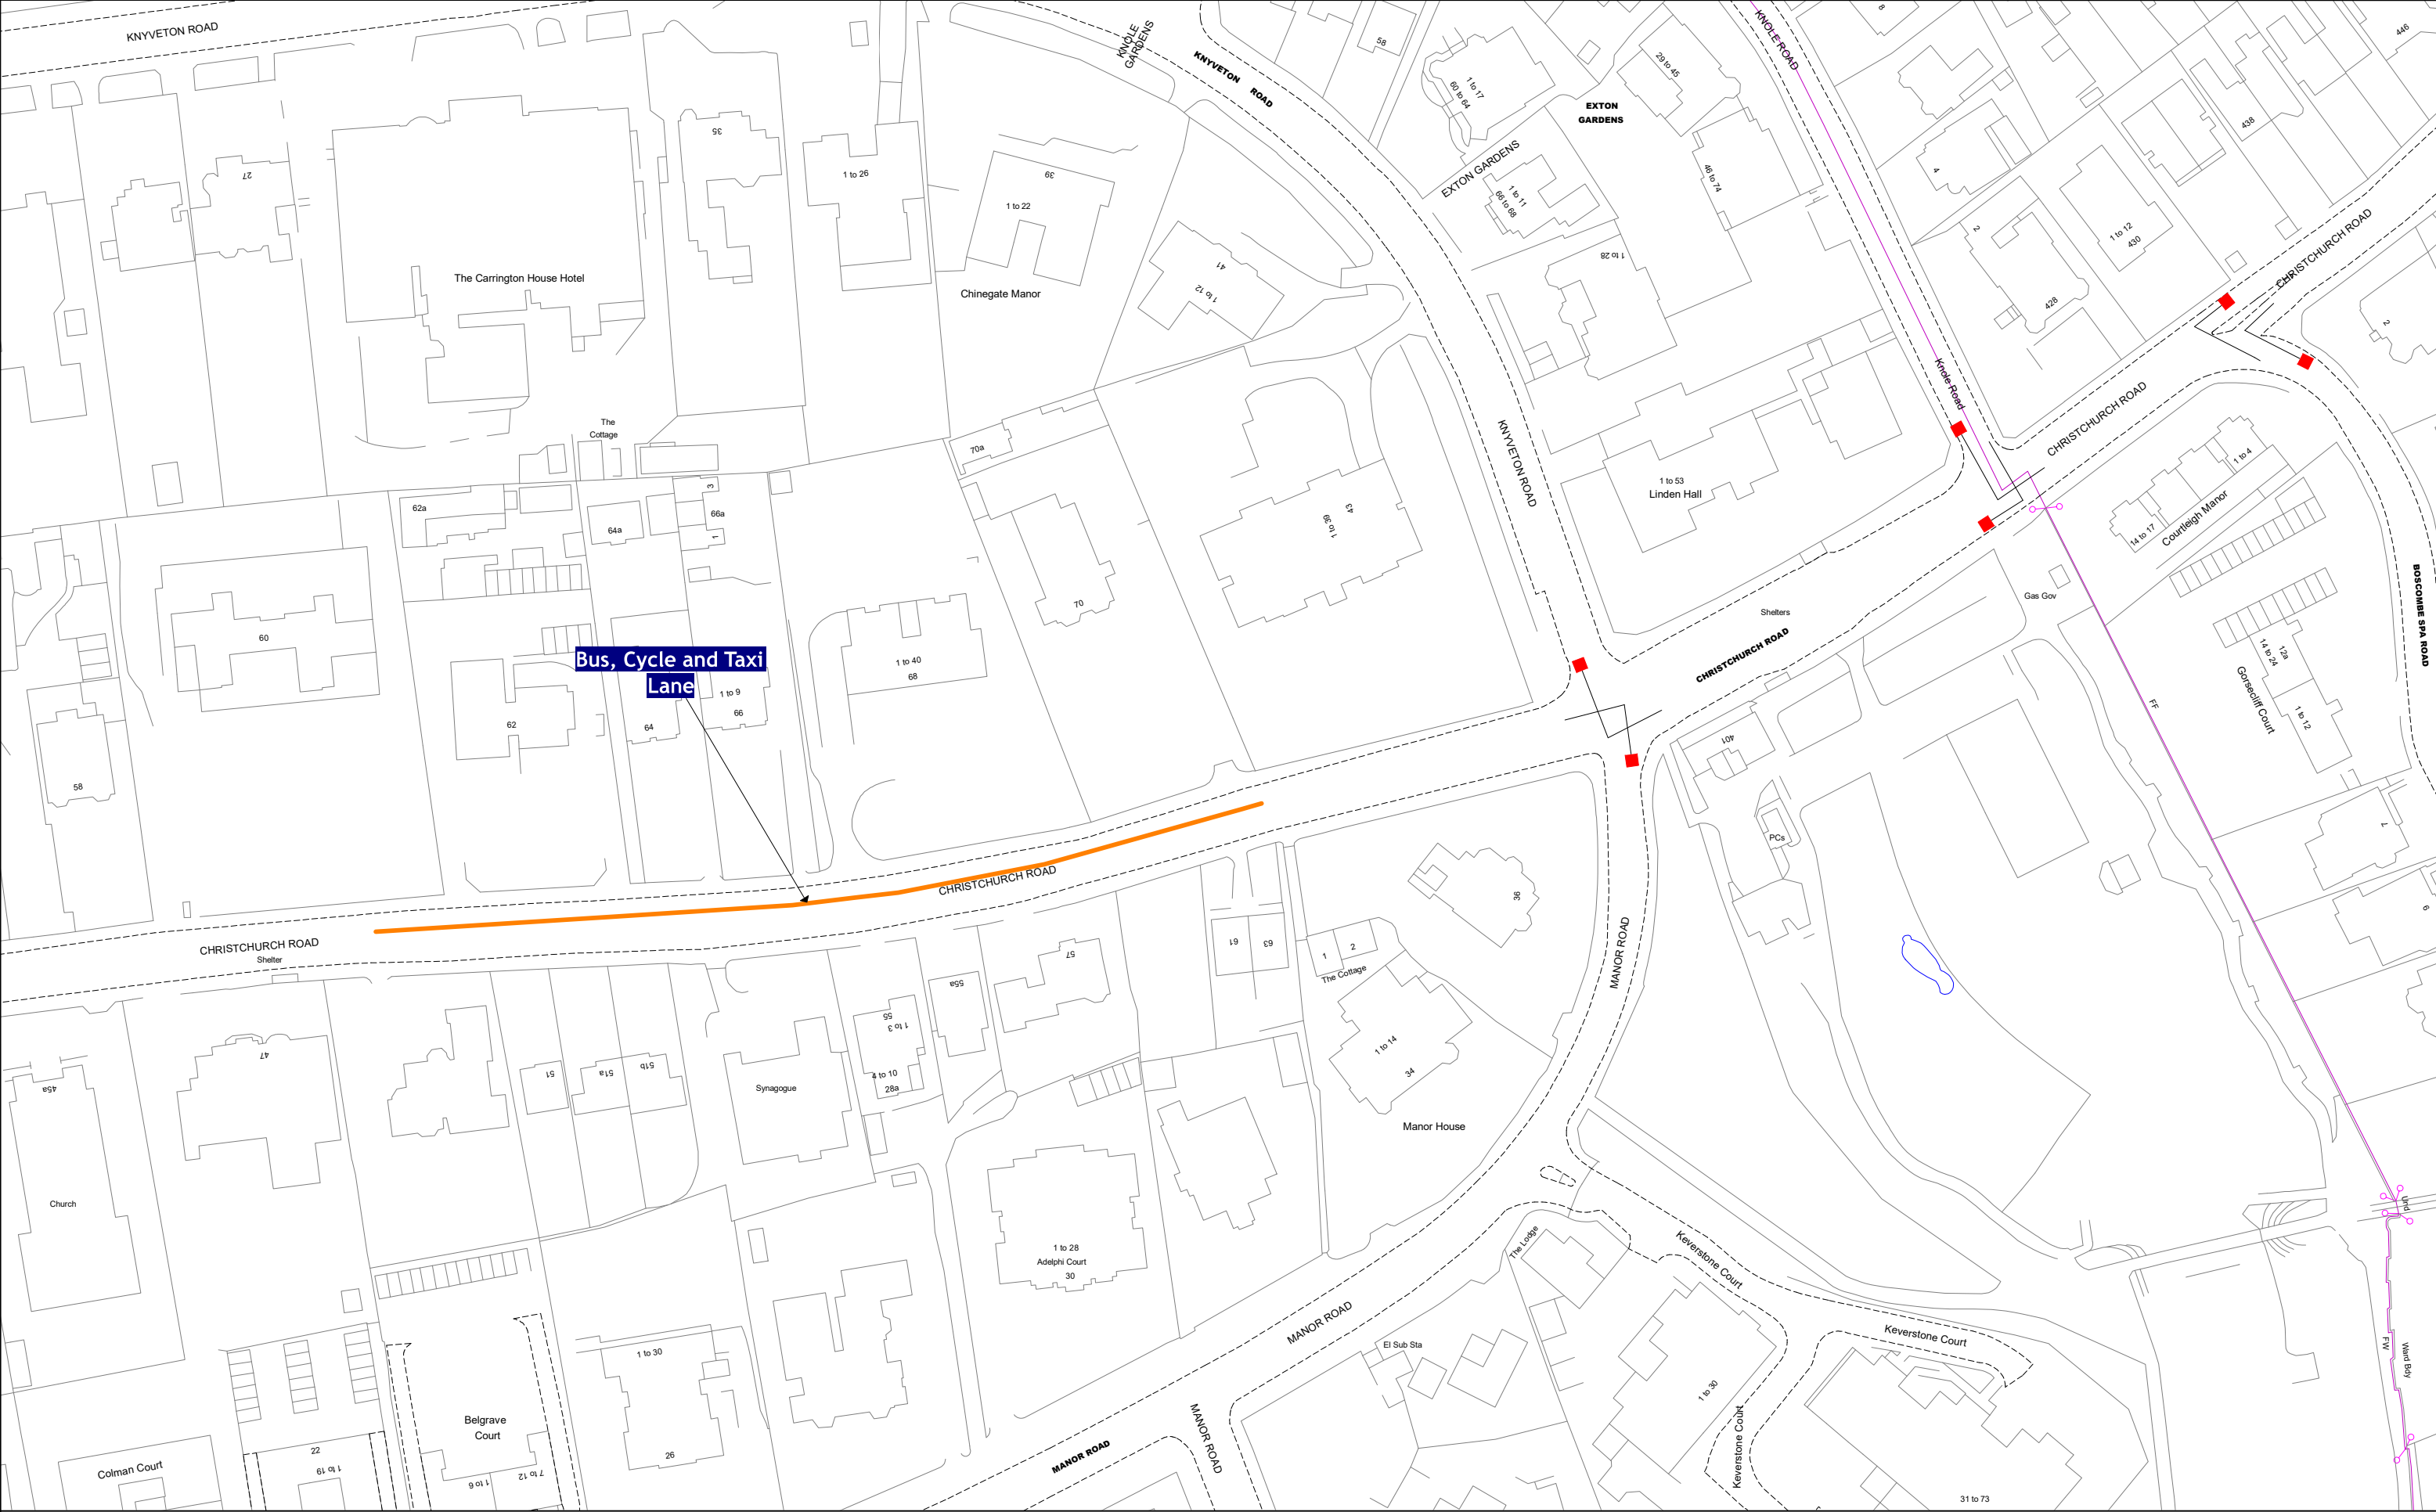 KNYVETON ROAD
KNOLE
GARDENS
KNYVETON
ROAD
58
1 to 17
60 to 64
29 to 45
EXTON
GARDENS
KNOLE ROAD
8
446
438
27
35
1 to 26
39
1 to 22
EXTON GARDENS
1 to 11
66 to 68
46 to 74
4
2
1 to 12
430
CHRISTCHURCH ROAD
The Carrington House Hotel
Chinegate Manor
41
1 to 12
1 to 28
428
2
Knole Road
CHRISTCHURCH ROAD
The
Cottage
70a
KNYVETON ROAD
1 to 53
Linden Hall
1 to 4
14 to 17
Courtleigh Manor
62a
64a
3
66a
1
43
1 to 39
60
70
Gas Gov
Shelters
CHRISTCHURCH ROAD
BOSCOMBE SPA ROAD
Bus, Cycle and Taxi
Lane
1 to 40
68
1 to 9
66
64
62
58
401
FF
12a
14 to 24
Gorsecliff Court
1 to 12
PCs
7
CHRISTCHURCH ROAD
CHRISTCHURCH ROAD
Shelter
36
61
63
1
2
The Cottage
MANOR ROAD
9
57
55a
55
1 to 3
4 to 10
28a
47
45a
51
51a
51b
Synagogue
1 to 14
34
Manor House
Church
1 to 28
Adelphi Court
30
The Lodge
Keverstone Court
Und
MANOR ROAD
El Sub Sta
Keverstone Court
FW
Ward Bdy
1 to 30
1 to 30
Belgrave
Court
22
1 to 19
1 to 6
7 to 12
26
Colman Court
MANOR ROAD
MANOR ROAD
Keverstone Court
31 to 73